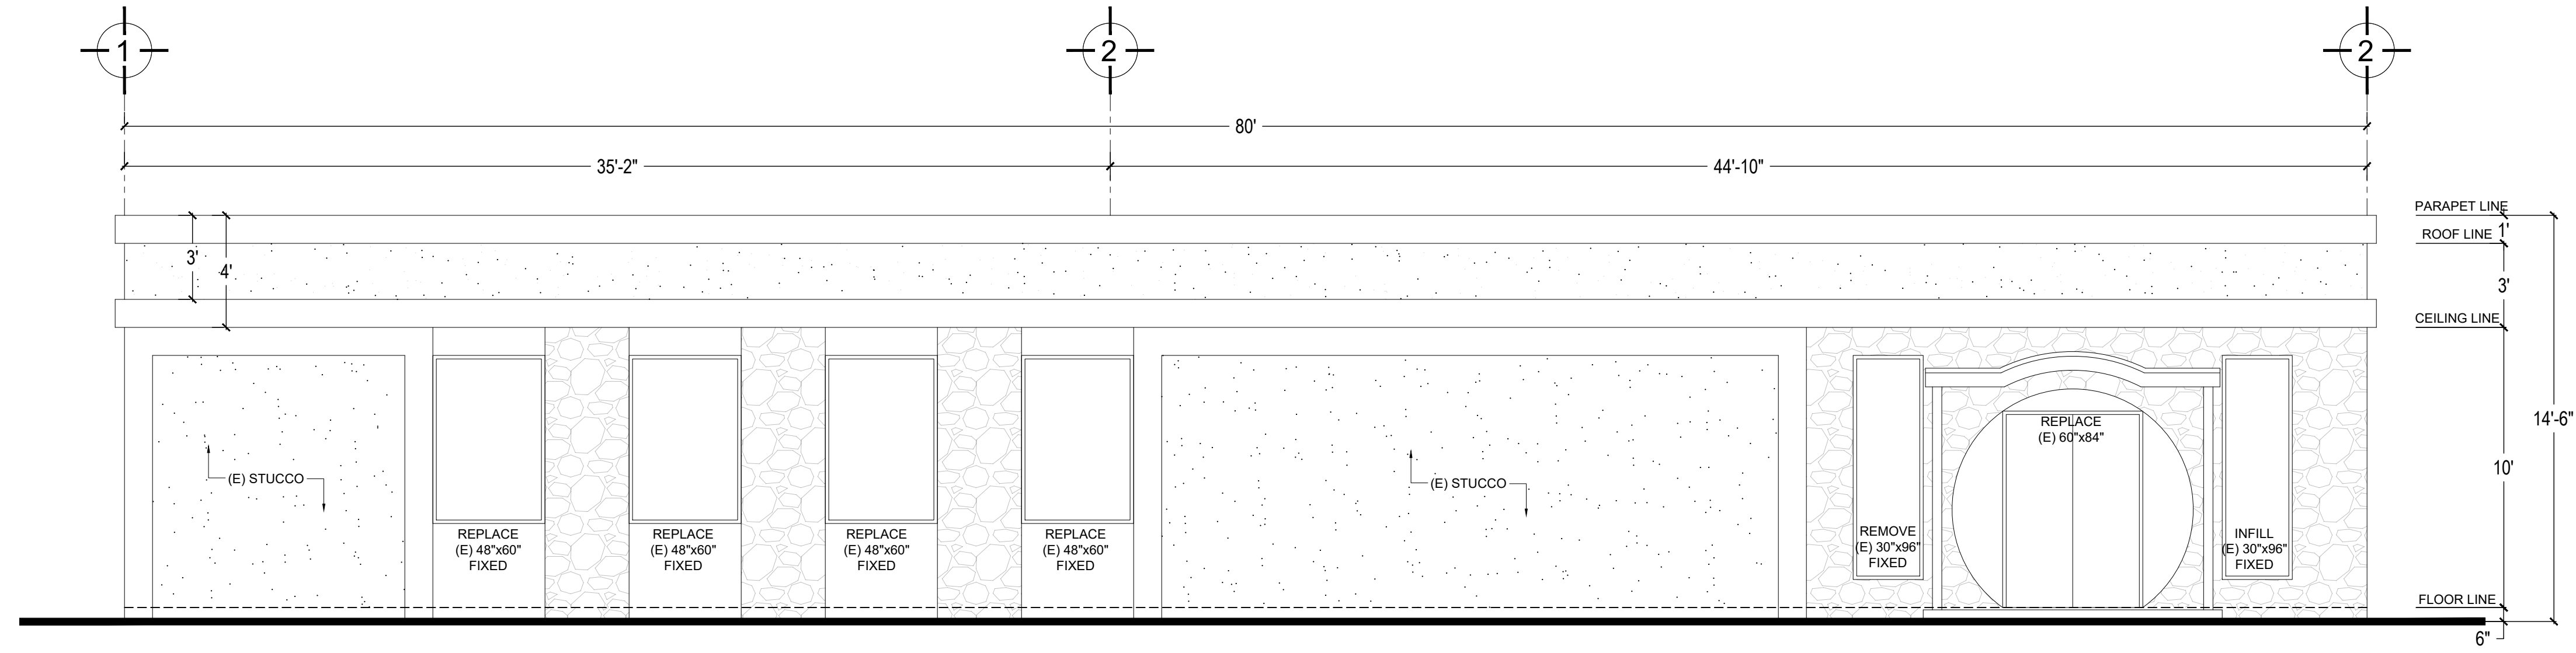 1
2
2
80'
35'-2"
44'-10"
PARAPET LINE
1'
ROOF LINE
3'
4'
3'
CEILING LINE
REPLACE
(E) 60"x84"
14'-6"
10'
(E) STUCCO
(E) STUCCO
REPLACE
(E) 48"x60"
FIXED
REPLACE
(E) 48"x60"
FIXED
REPLACE
(E) 48"x60"
FIXED
REPLACE
(E) 48"x60"
FIXED
REMOVE
(E) 30"x96"
FIXED
INFILL
(E) 30"x96"
FIXED
FLOOR LINE
6"